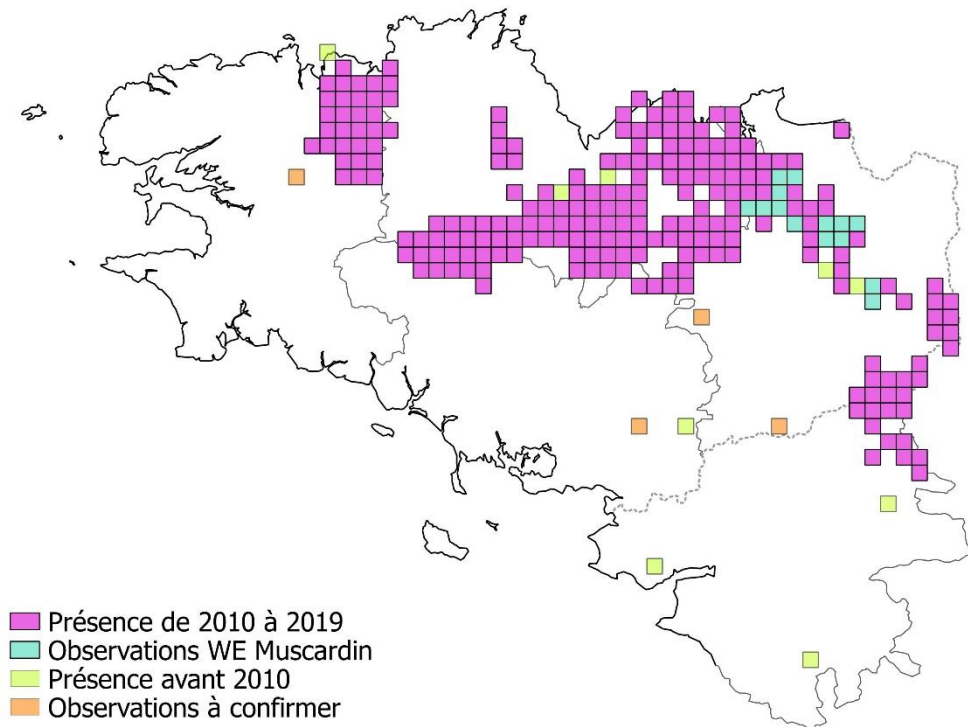 Présence de 2010 à 2019
Observations WE Muscardin
Présence avant 2010
Observations à confirmer